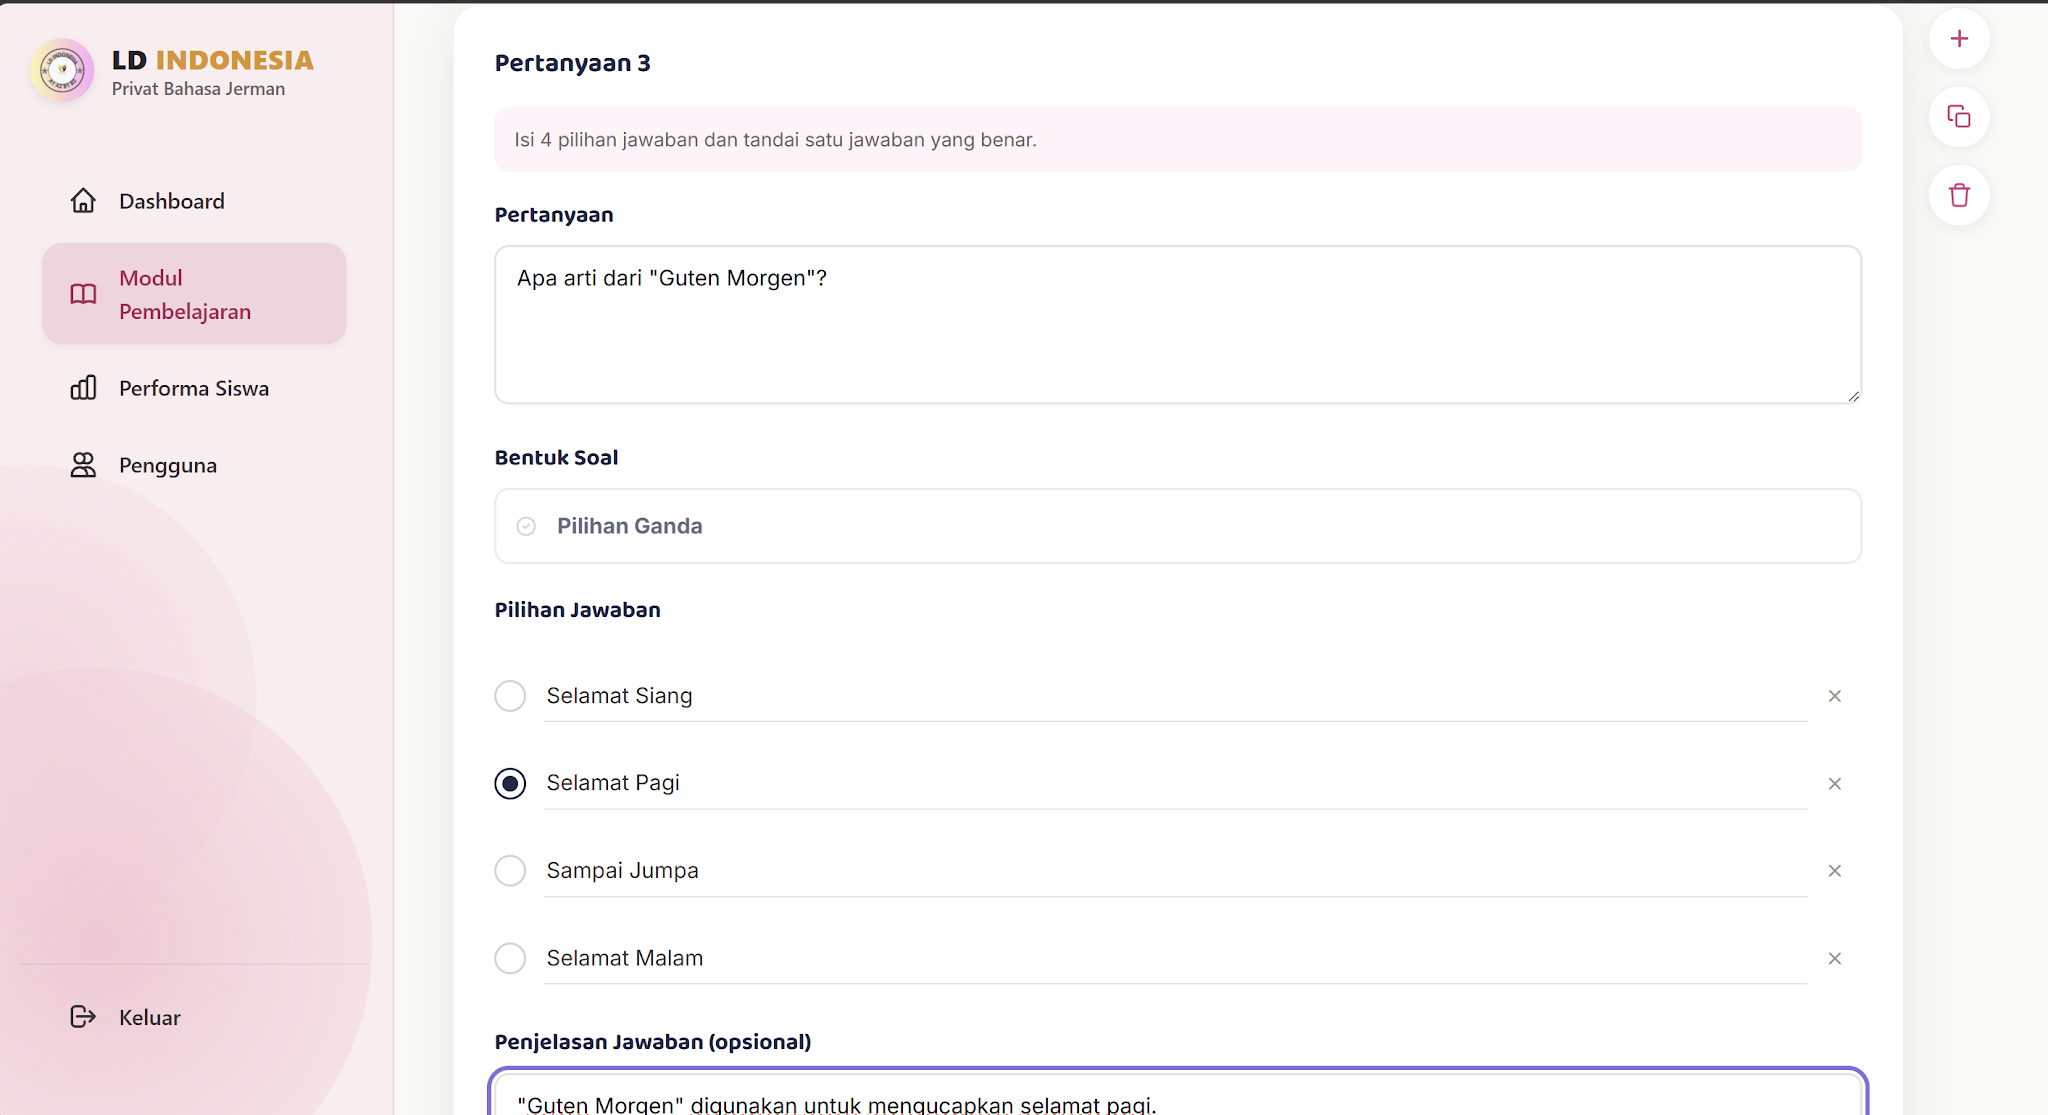 LD INDONESIA
Privat Bahasa Jerman
Dashboard
Modul
Pembelajaran
Performa Siswa
Pengguna
Keluar
Pertanyaan 3
Isi 4 pilihan jawaban dan tandai satu jawaban yang benar.
Pertanyaan
Apa arti dari "Guten Morgen"?
Bentuk Soal
Pilihan Ganda
Pilihan Jawaban
Selamat Siang
Selamat Pagi
Sampai Jumpa
Selamat Malam
Penjelasan Jawaban (opsional)
"Guten Morgen" digunakan untuk mengucapkan selamat pagi.